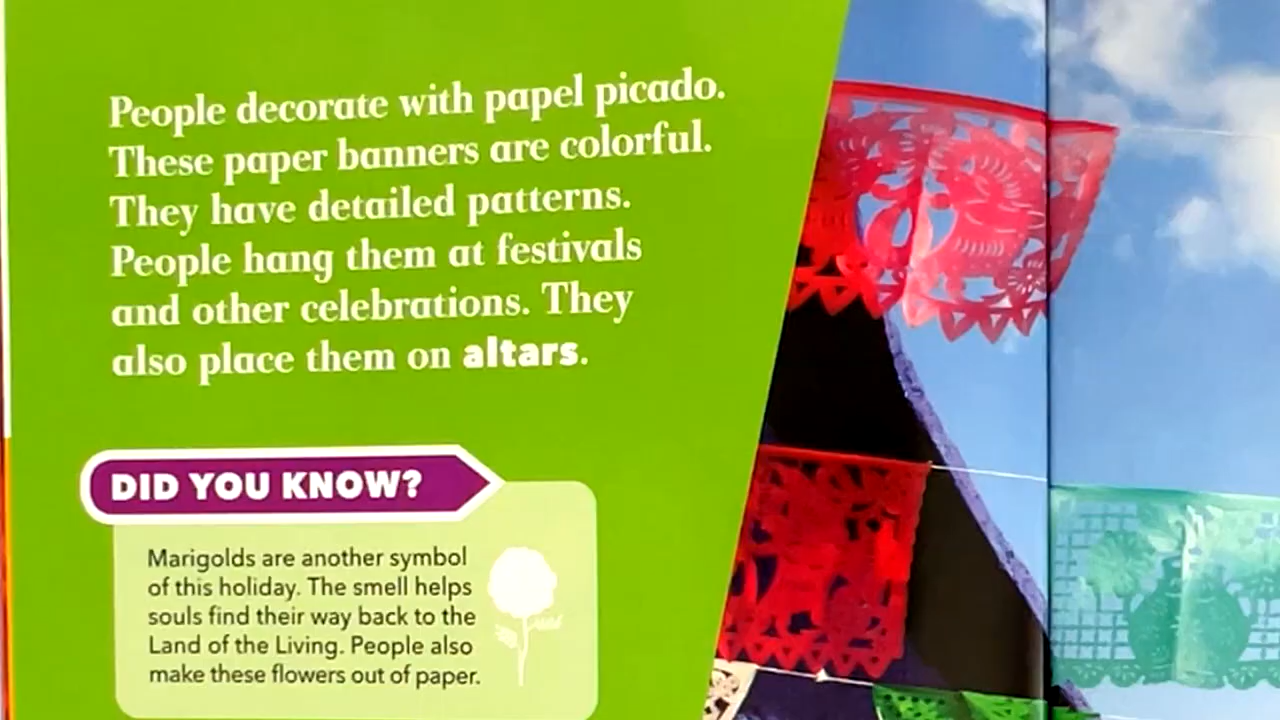 People decorate with papel picado.
These paper banners are colorful.
They have detailed patterns.
People hang them at festivals
and other celebrations. They
also place them on altars.
DID YOU KNOW?
Marigolds are another symbol
of this holiday. The smell helps
souls find their way back to the
Land of the Living. People also
make these flowers out of paper.